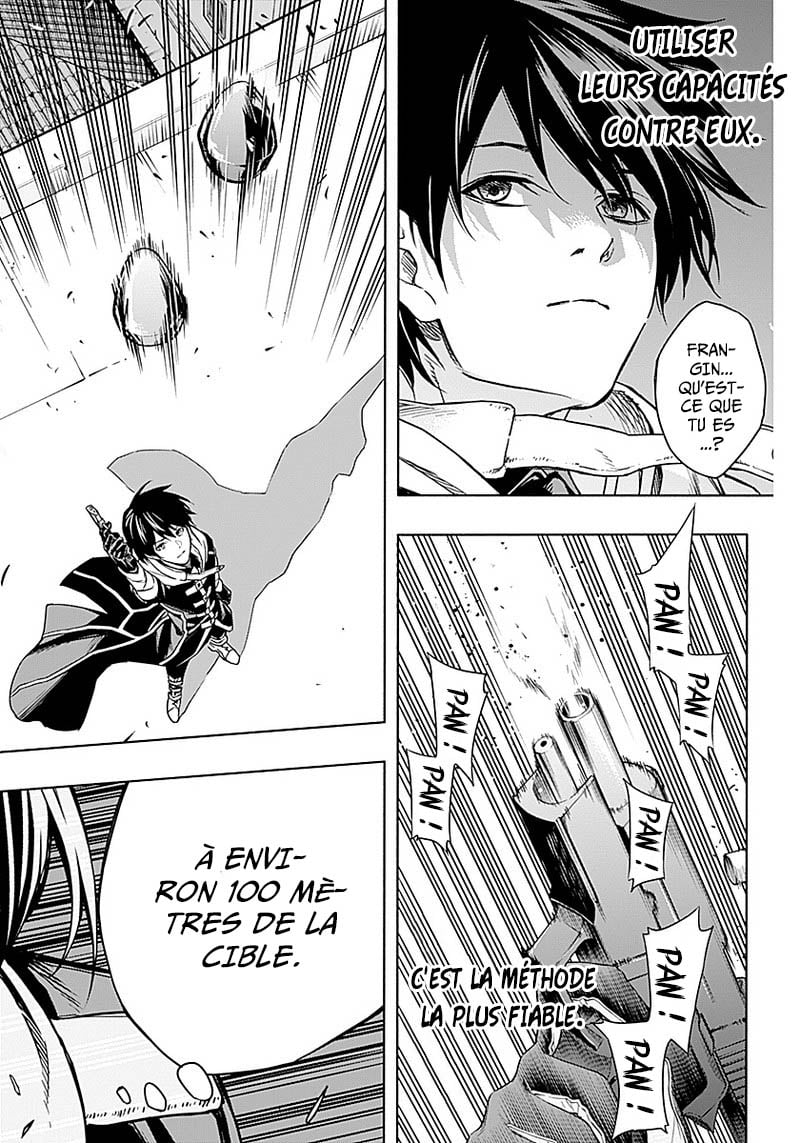 UTILISER
LEURS CAPACITÉS
CONTRE EUX.
FRAN-
GIN...
QU'EST-
CE QUE
TU ES
...?
PAN !
PAN !
PAN !
PAN !
PAN !
PAN !
PAN !
PAN !
C'EST LA MÉTHODE
LA PLUS FIABLE.
À ENVI-
RON 100 MÈ-
TRES DE LA
CIBLE.